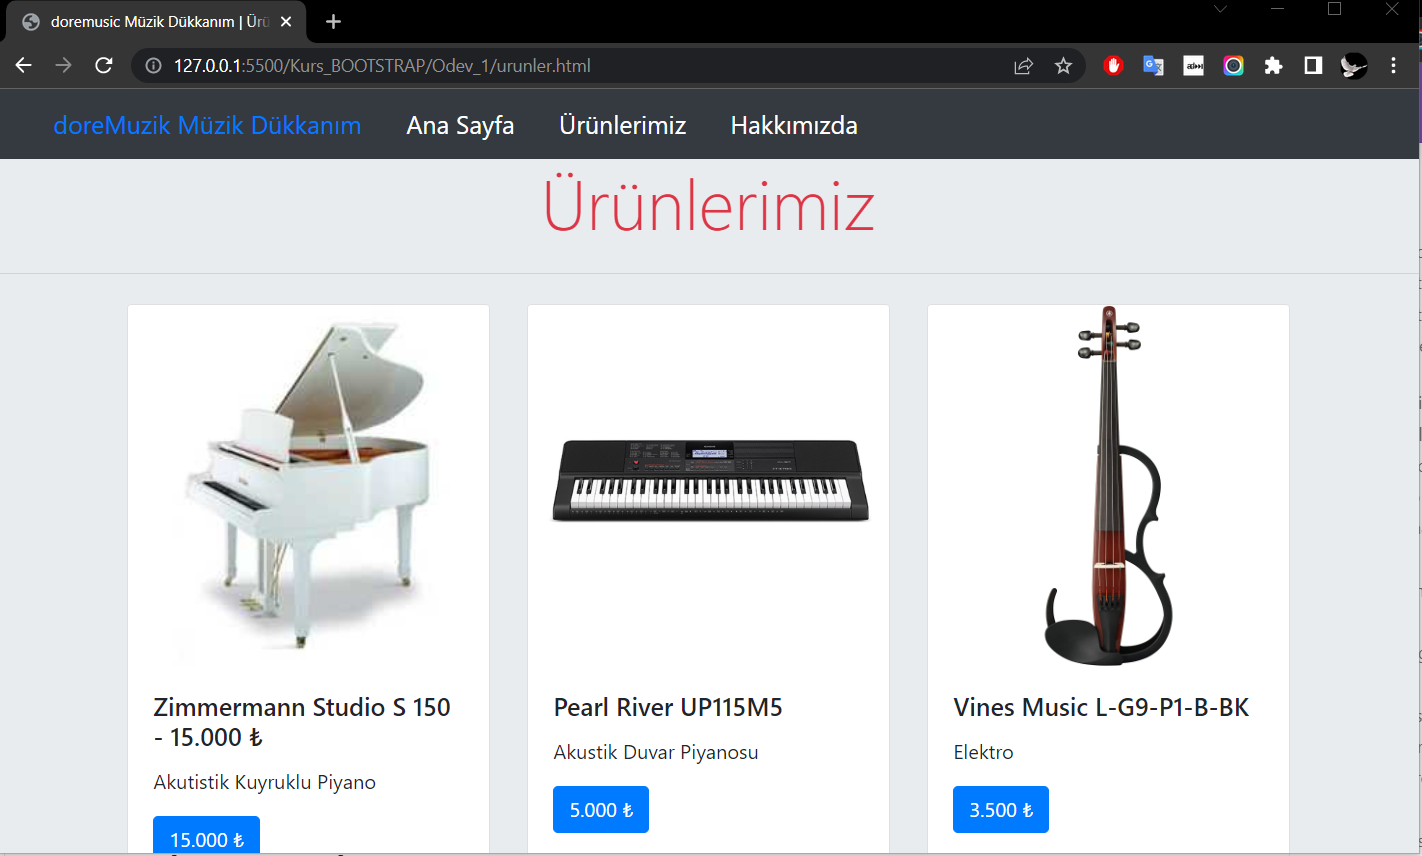 doremusic Müzik Dükkanım | Ürü
127.0.0.1:5500/Kurs_BOOTSTRAP/Odev_1/urunler.html
doreMuzik Müzik Dükkanım Ana Sayfa Ürünlerimiz Hakkımızda
Ürünlerimiz
Zimmermann Studio S 150
- 15.000 ₺
Akutistik Kuyruklu Piyano
15.000 ₺
Pearl River UP115M5
Akustik Duvar Piyanosu
5.000 ₺
Vines Music L-G9-P1-B-BK
Elektro
3.500 ₺